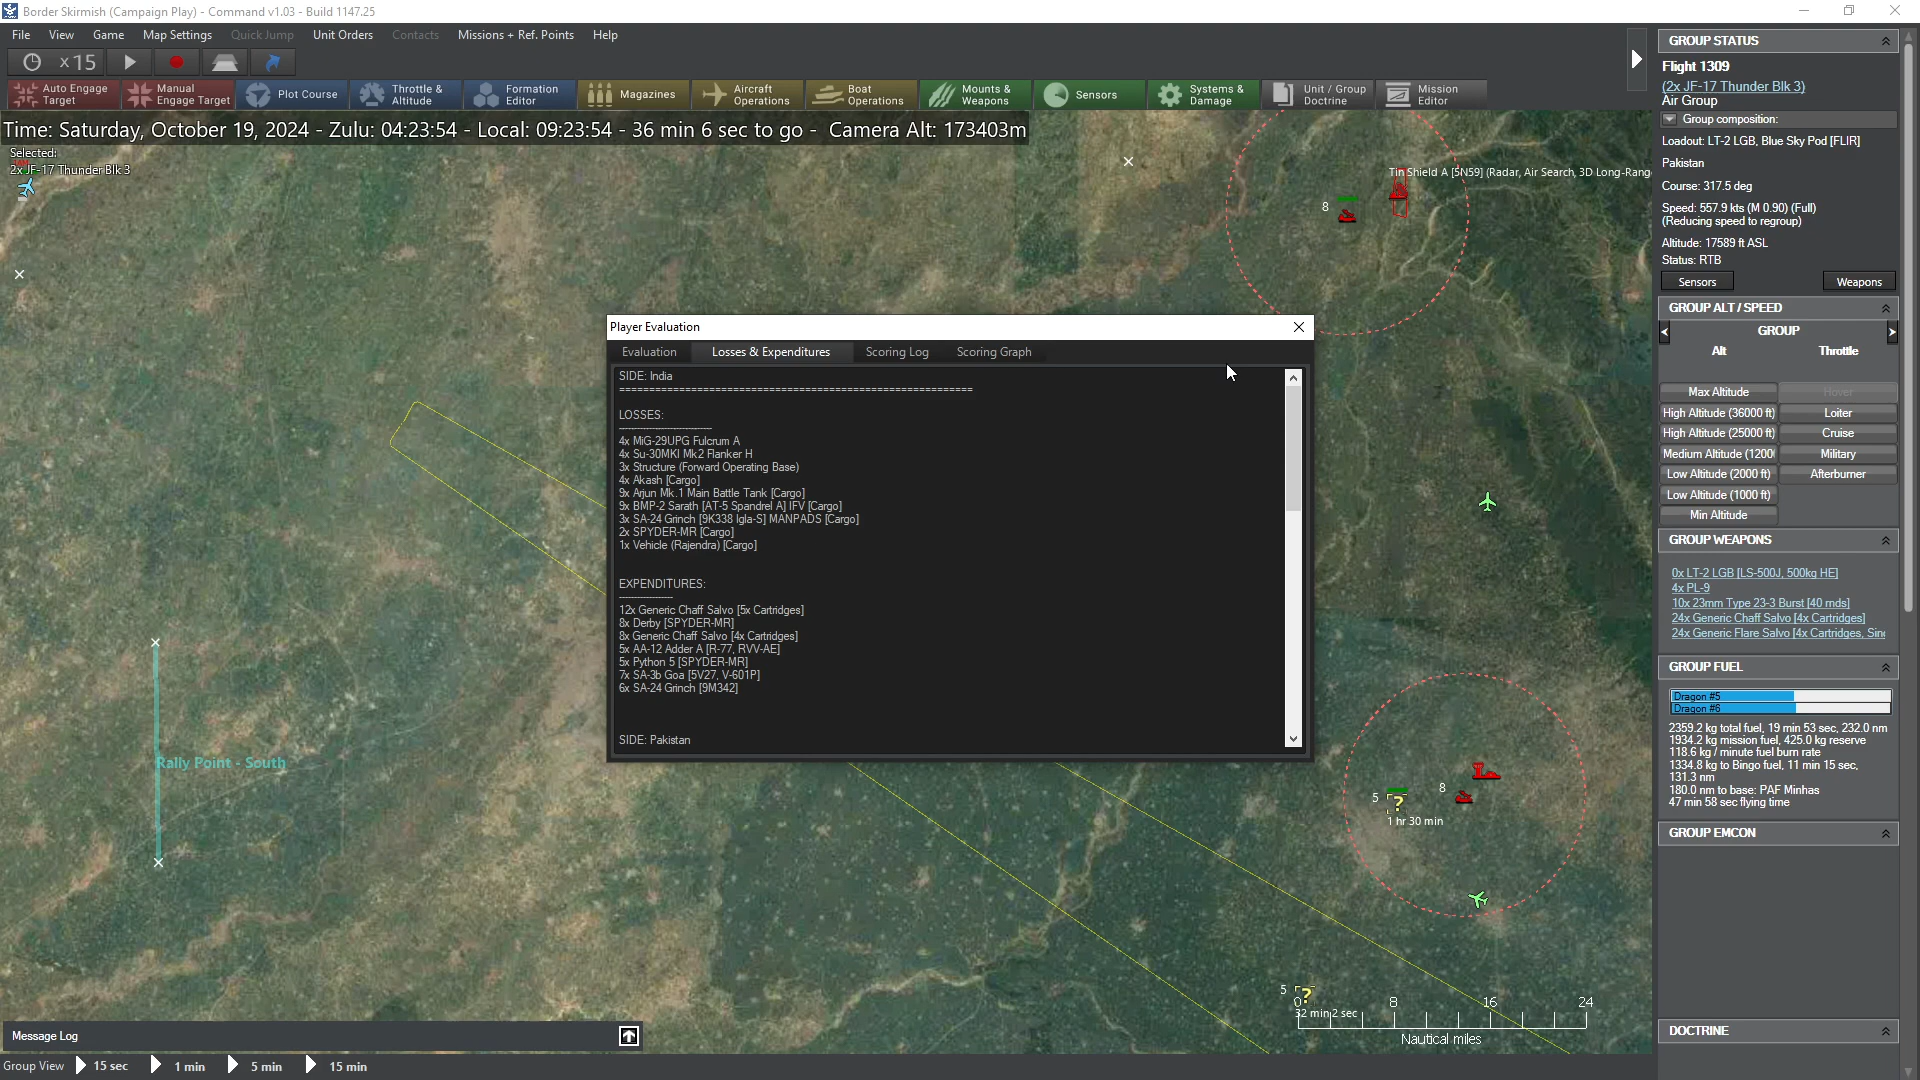 Border Skirmish (Campaign Play) - Command v1.03 - Build 1147.25
File View Game Map Settings Quick Jump Unit Orders Contacts Missions + Ref. Points Help
x 15
Auto Engage Target
Manual Engage Target
Plot Course
Throttle & Altitude
Formation Editor
Magazines
Aircraft Operations
Boat Operations
Mounts & Weapons
Sensors
Systems & Damage
Unit / Group Doctrine
Mission Editor
Time: Saturday, October 19, 2024 - Zulu: 04:23:54 - Local: 09:23:54 - 36 min 6 sec to go - Camera Alt: 173403m
Selected:
2x JF-17 Thunder Blk 3
Tin Shield A [5N59] (Radar, Air Search, 3D Long-Rang
8
Player Evaluation
Evaluation Losses & Expenditures Scoring Log Scoring Graph
SIDE: India
===========================================================
LOSSES:
-------------------------------
4x MiG-29UPG Fulcrum A
4x Su-30MKI Mk2 Flanker H
3x Structure (Forward Operating Base)
4x Akash [Cargo]
9x Arjun Mk.1 Main Battle Tank [Cargo]
9x BMP-2 Sarath [AT-5 Spandrel A] IFV [Cargo]
3x SA-24 Grinch [9K338 Igla-S] MANPADS [Cargo]
2x SPYDER-MR [Cargo]
1x Vehicle (Rajendra) [Cargo]
EXPENDITURES:
------------------
12x Generic Chaff Salvo [5x Cartridges]
8x Derby [SPYDER-MR]
8x Generic Chaff Salvo [4x Cartridges]
5x AA-12 Adder A [R-77, RVV-AE]
5x Python 5 [SPYDER-MR]
7x SA-3b Goa [5V27, V-601P]
6x SA-24 Grinch [9M342]
SIDE: Pakistan
Rally Point - South
5
8
1 hr 30 min
5
32 min 2 sec
0 8 16 24
Nautical miles
Message Log
Group View 15 sec 1 min 5 min 15 min
GROUP STATUS
Flight 1309
(2x JF-17 Thunder Blk 3)
Air Group
Group composition:
Loadout: LT-2 LGB, Blue Sky Pod [FLIR]
Pakistan
Course: 317.5 deg
Speed: 557.9 kts (M 0.90) (Full)
(Reducing speed to regroup)
Altitude: 17589 ft ASL
Status: RTB
Sensors Weapons
GROUP ALT / SPEED
GROUP
Alt Throttle
Max Altitude Hover
High Altitude (36000 ft) Loiter
High Altitude (25000 ft) Cruise
Medium Altitude (1200 Military
Low Altitude (2000 ft) Afterburner
Low Altitude (1000 ft)
Min Altitude
GROUP WEAPONS
0x LT-2 LGB [LS-500J, 500kg HE]
4x PL-9
10x 23mm Type 23-3 Burst [40 rnds]
24x Generic Chaff Salvo [4x Cartridges]
24x Generic Flare Salvo [4x Cartridges, Sin
GROUP FUEL
Dragon #5
Dragon #6
2359.2 kg total fuel, 19 min 53 sec, 232.0 nm
1934.2 kg mission fuel, 425.0 kg reserve
118.6 kg / minute fuel burn rate
1334.8 kg to Bingo fuel, 11 min 15 sec,
131.3 nm
180.0 nm to base: PAF Minhas
47 min 58 sec flying time
GROUP EMCON
DOCTRINE